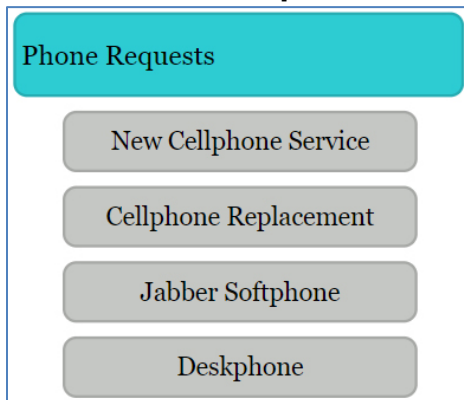 Phone Requests
New Cellphone Service
Cellphone Replacement
Jabber Softphone
Deskphone